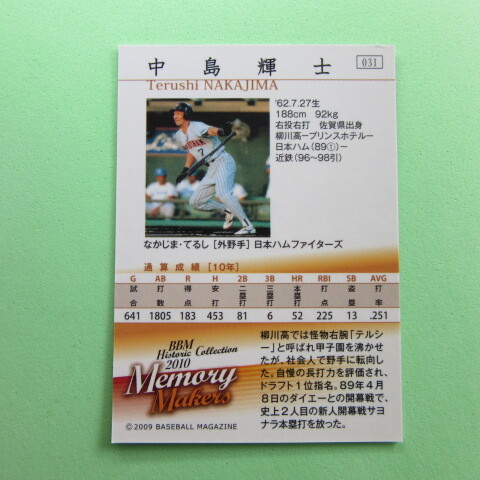 中島輝士
031
Terushi NAKAJIMA
'62.7.27生
188cm 92kg
右投右打 佐賀県出身
柳川高ープリンスホテルー
日本ハム(89①)ー
近鉄(96〜98引)
なかじま・てるし [外野手] 日本ハムファイターズ
通算成績 [10年]
G AB R H 2B 3B HR RBI SB AVG
試合 打数 得点 安打 二塁打 三塁打 本塁打 打点 盗塁 打率
641 1805 183 453 81 6 52 225 13 .251
柳川高では怪物右腕「テルシ
ー」と呼ばれ甲子園を沸かせ
たが、社会人で野手に転向し
た。自慢の長打力を評価され、
ドラフト1位指名。89年4月
8日のダイエーとの開幕戦で、
史上2人目の新人開幕戦サヨ
ナラ本塁打を放った。
BBM
Historic Collection
2010
Memory
Makers
©2009 BASEBALL MAGAZINE